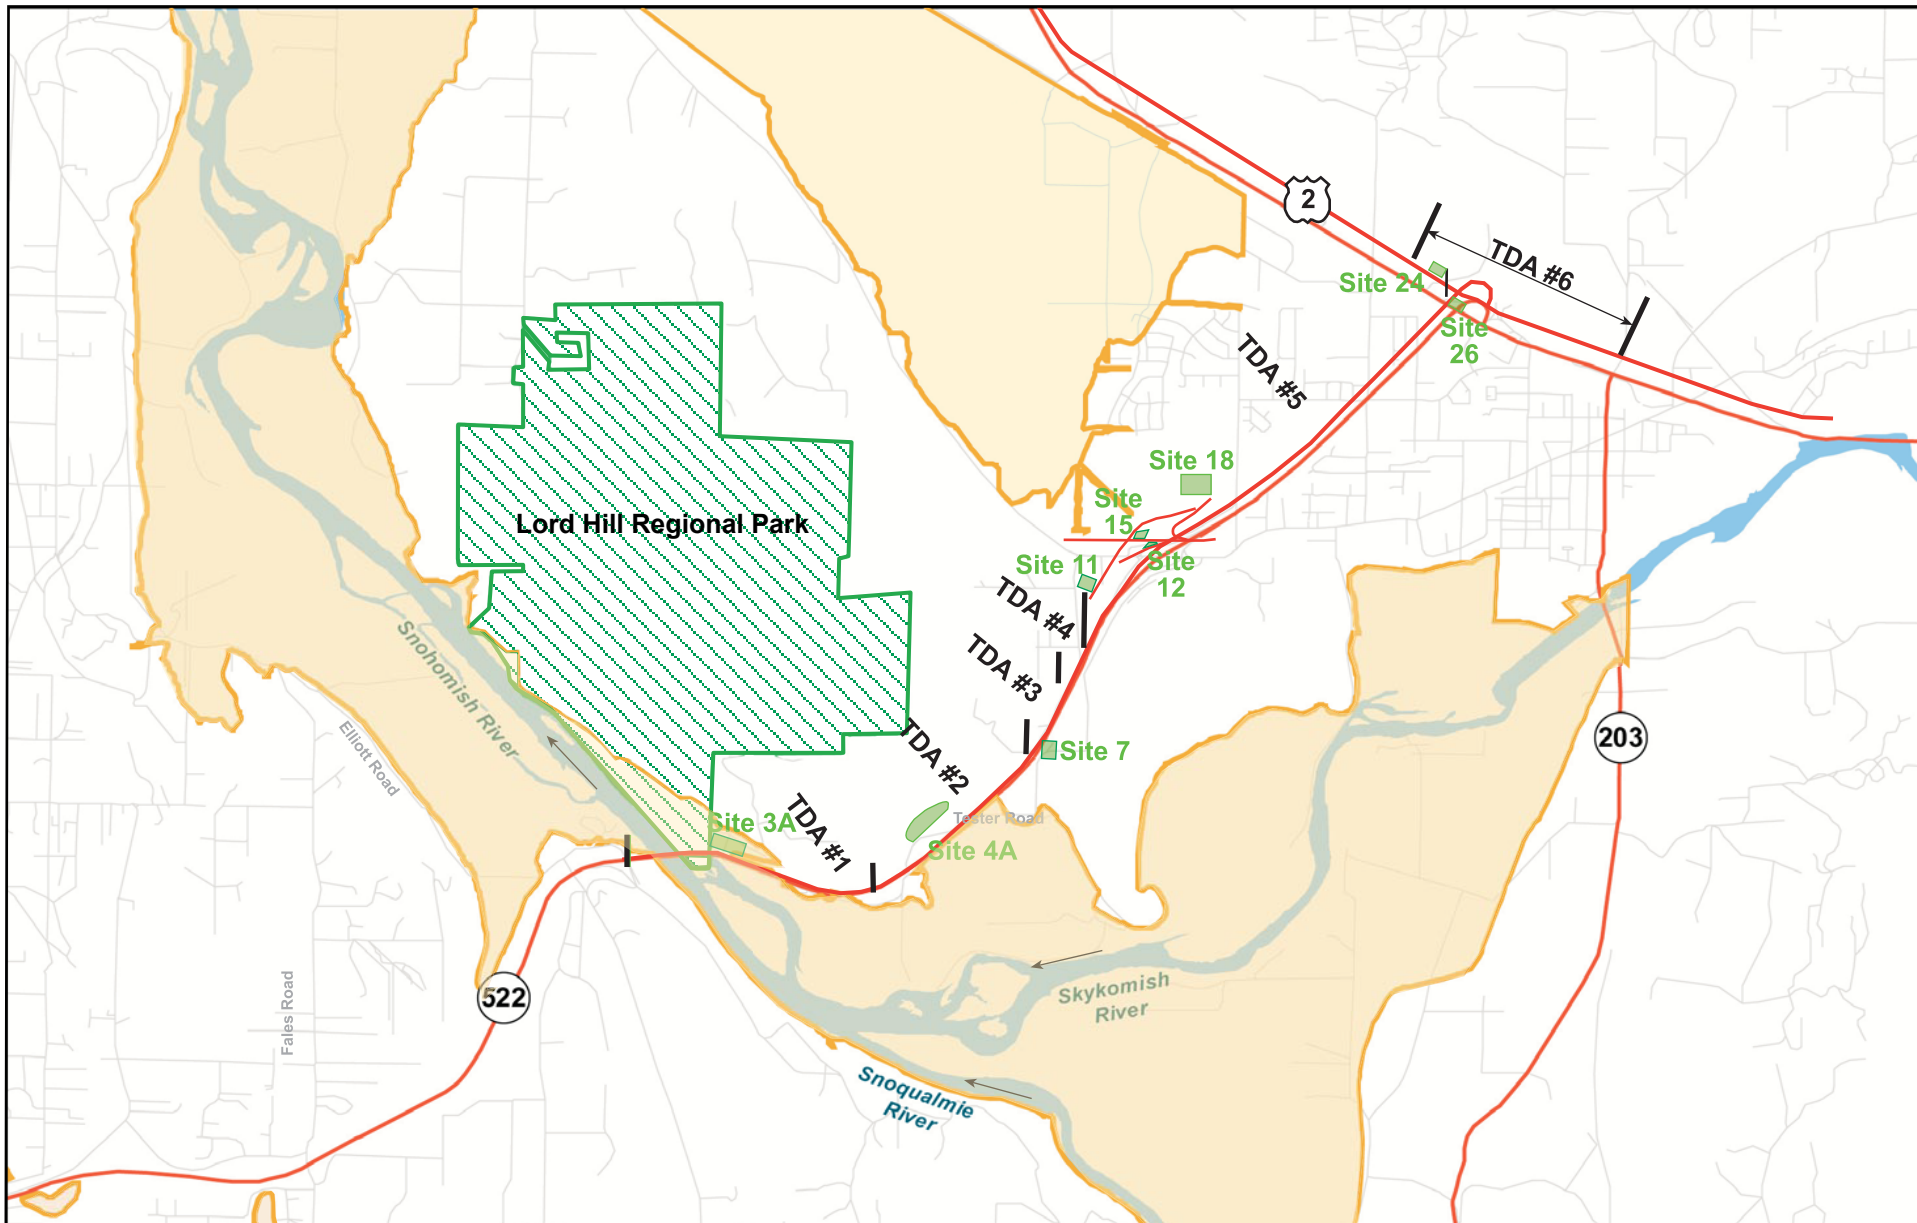 2
TDA #6
Site 24
Site
26
TDA #5
Site 18
Site
15
Lord Hill Regional Park
Site 11
Site
12
TDA #4
TDA #3
Snohomish River
Elliott Road
TDA #2
Site 7
203
TDA #1
Site 3A
Tester Road
Site 4A
522
Fales Road
Skykomish
River
Snoqualmie
River